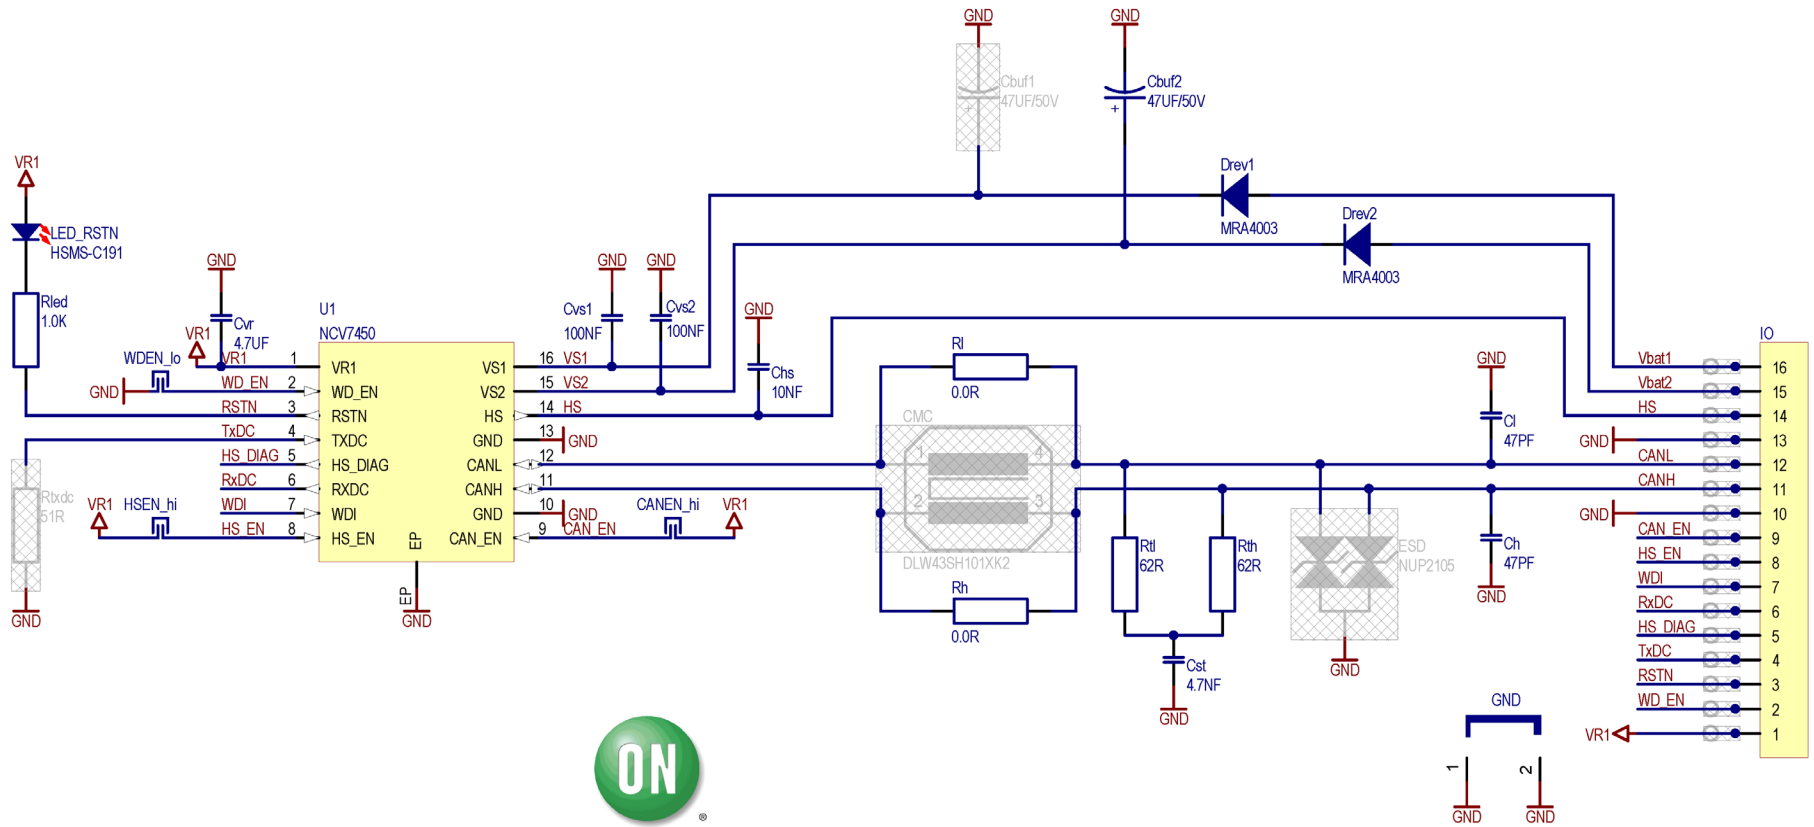 GND
GND
Cbuf1
47UF/50V
+
Cbuf2
47UF/50V
+
Drev1
MRA4003
Drev2
MRA4003
VR1
LED_RSTN
HSMS-C191
Rled
1.0K
GND
Cvr
4.7UF
VR1
VR1
U1
NCV7450
GND
GND
Cvs1
100NF
Cvs2
100NF
GND
Chs
10NF
WDEN_lo
GND
WD_EN
RSTN
TxDC
HS_DIAG
RxDC
WDI
HS_EN
1
2
3
4
5
6
7
8
VR1
WD_EN
RSTN
TXDC
HS_DIAG
RXDC
WDI
HS_EN
EP
EP
GND
VS1
VS2
HS
GND
CANL
CANH
GND
CAN_EN
16
15
14
13
12
11
10
9
VS1
VS2
HS
GND
GND
CAN_EN
Rtxdc
51R
GND
VR1
HSEN_hi
CANEN_hi
VR1
Rl
0.0R
CMC
1
4
2
3
DLW43SH101XK2
Rh
0.0R
Rtl
62R
Rth
62R
Cst
4.7NF
GND
ESD
NUP2105
GND
GND
Cl
47PF
Ch
47PF
GND
IO
Vbat1
16
Vbat2
15
HS
14
GND
13
CANL
12
CANH
11
GND
10
CAN_EN
9
HS_EN
8
WDI
7
RxDC
6
HS_DIAG
5
TxDC
4
RSTN
3
WD_EN
2
VR1
1
GND
1
2
GND
GND
ON
®